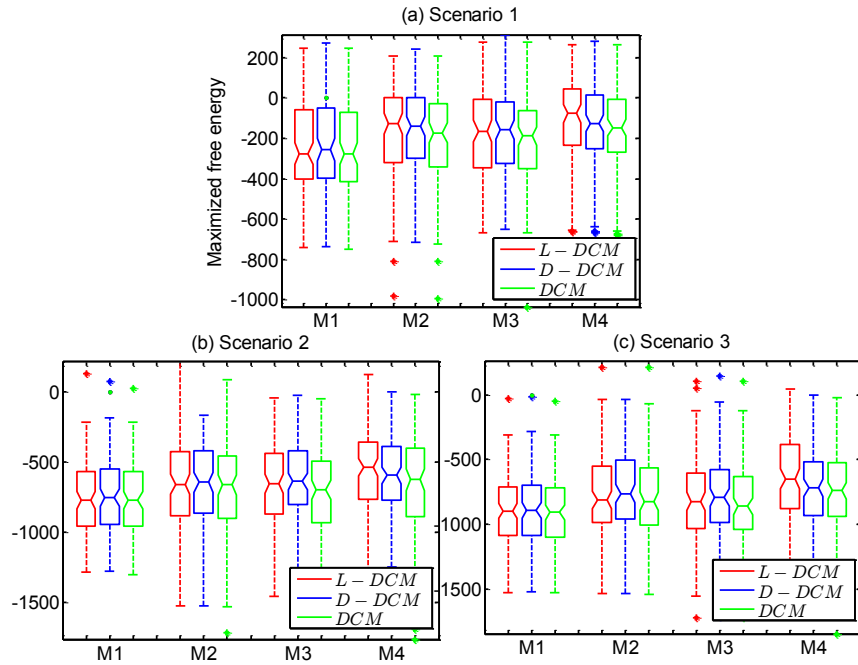 (a) Scenario 1
Maximized free energy
200
0
-200
-400
-600
-800
-1000
L - DCM
D - DCM
DCM
M1 M2 M3 M4
(b) Scenario 2
0
-500
-1000
-1500
L - DCM
D - DCM
DCM
M1 M2 M3 M4
(c) Scenario 3
0
-500
-1000
1500
L - DCM
D - DCM
DCM
M1 M2 M3 M4